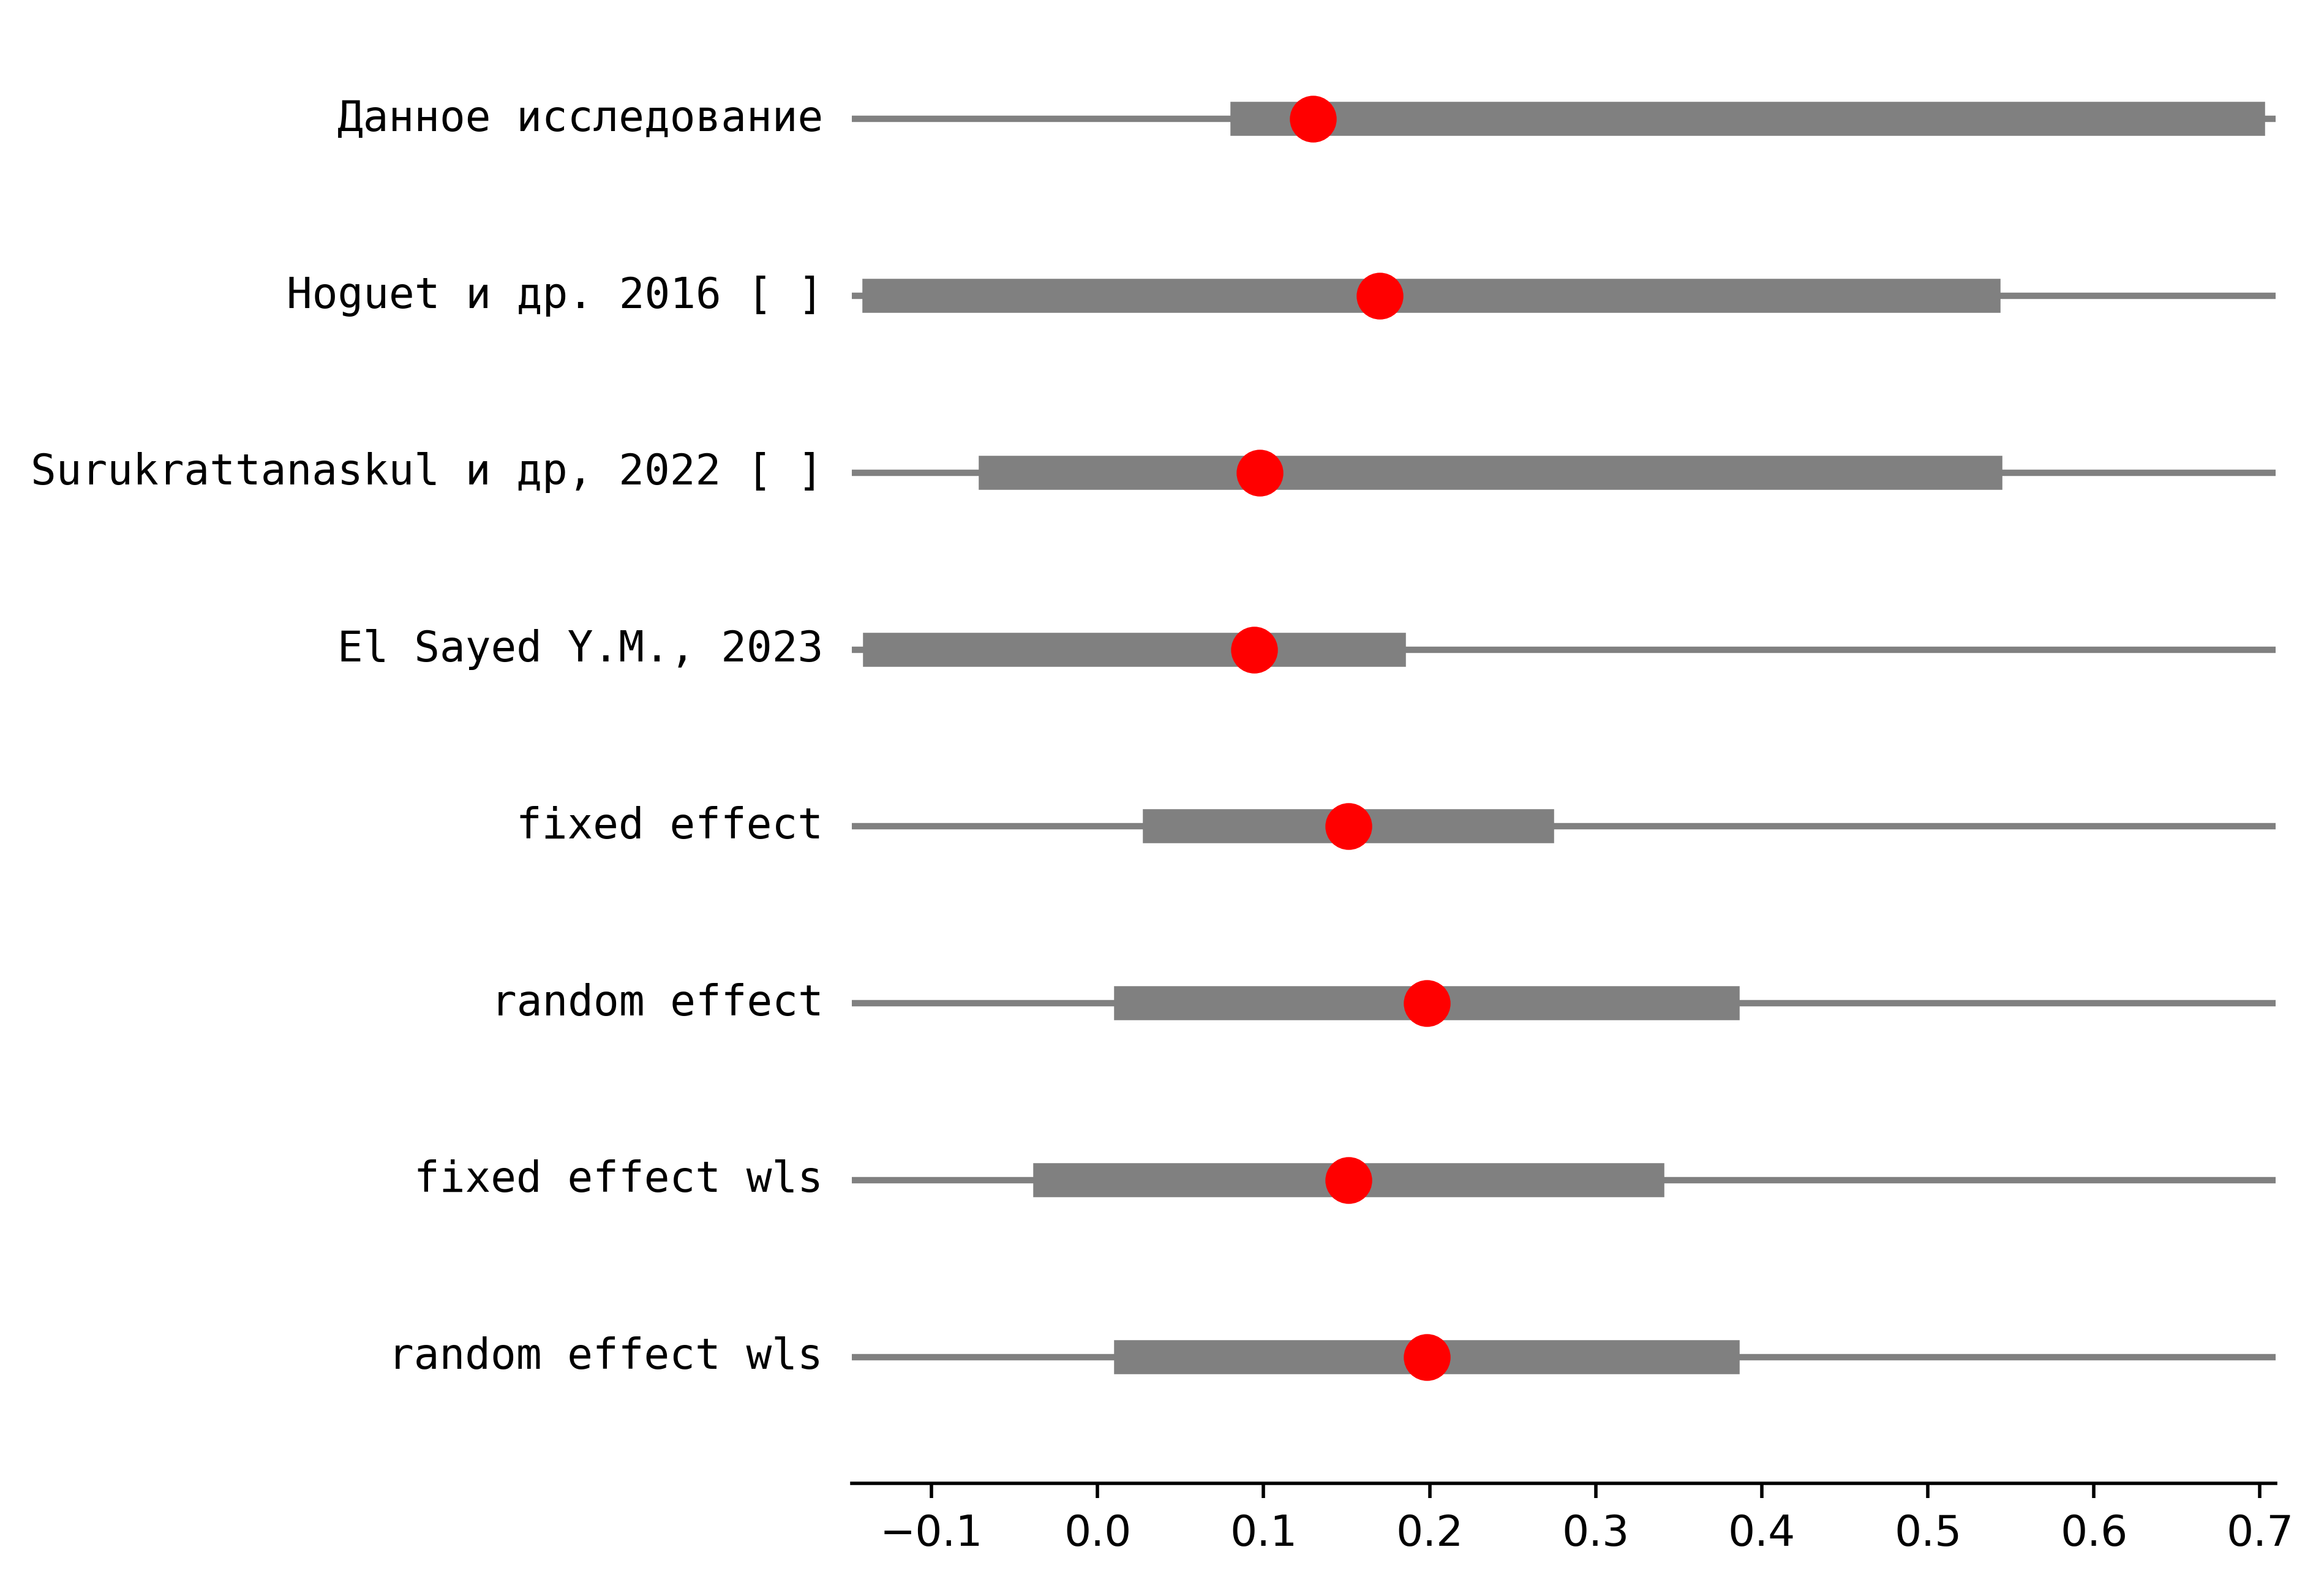 Данное исследование
Hoguet и др. 2016 [ ]
Surukrattanaskul и др, 2022 [ ]
El Sayed Y.M., 2023
fixed effect
random effect
fixed effect wls
random effect wls
−0.1 0.0 0.1 0.2 0.3 0.4 0.5 0.6 0.7